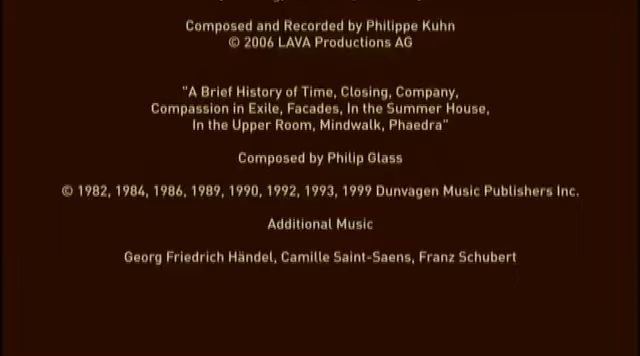 Composed and Recorded by Philippe Kuhn
© 2006 LAVA Productions AG
"A Brief History of Time, Closing, Company,
Compassion in Exile, Facades, In the Summer House,
In the Upper Room, Mindwalk, Phaedra"
Composed by Philip Glass
© 1982, 1984, 1986, 1989, 1990, 1992, 1993, 1999 Dunvagen Music Publishers Inc.
Additional Music
Georg Friedrich Händel, Camille Saint-Saens, Franz Schubert